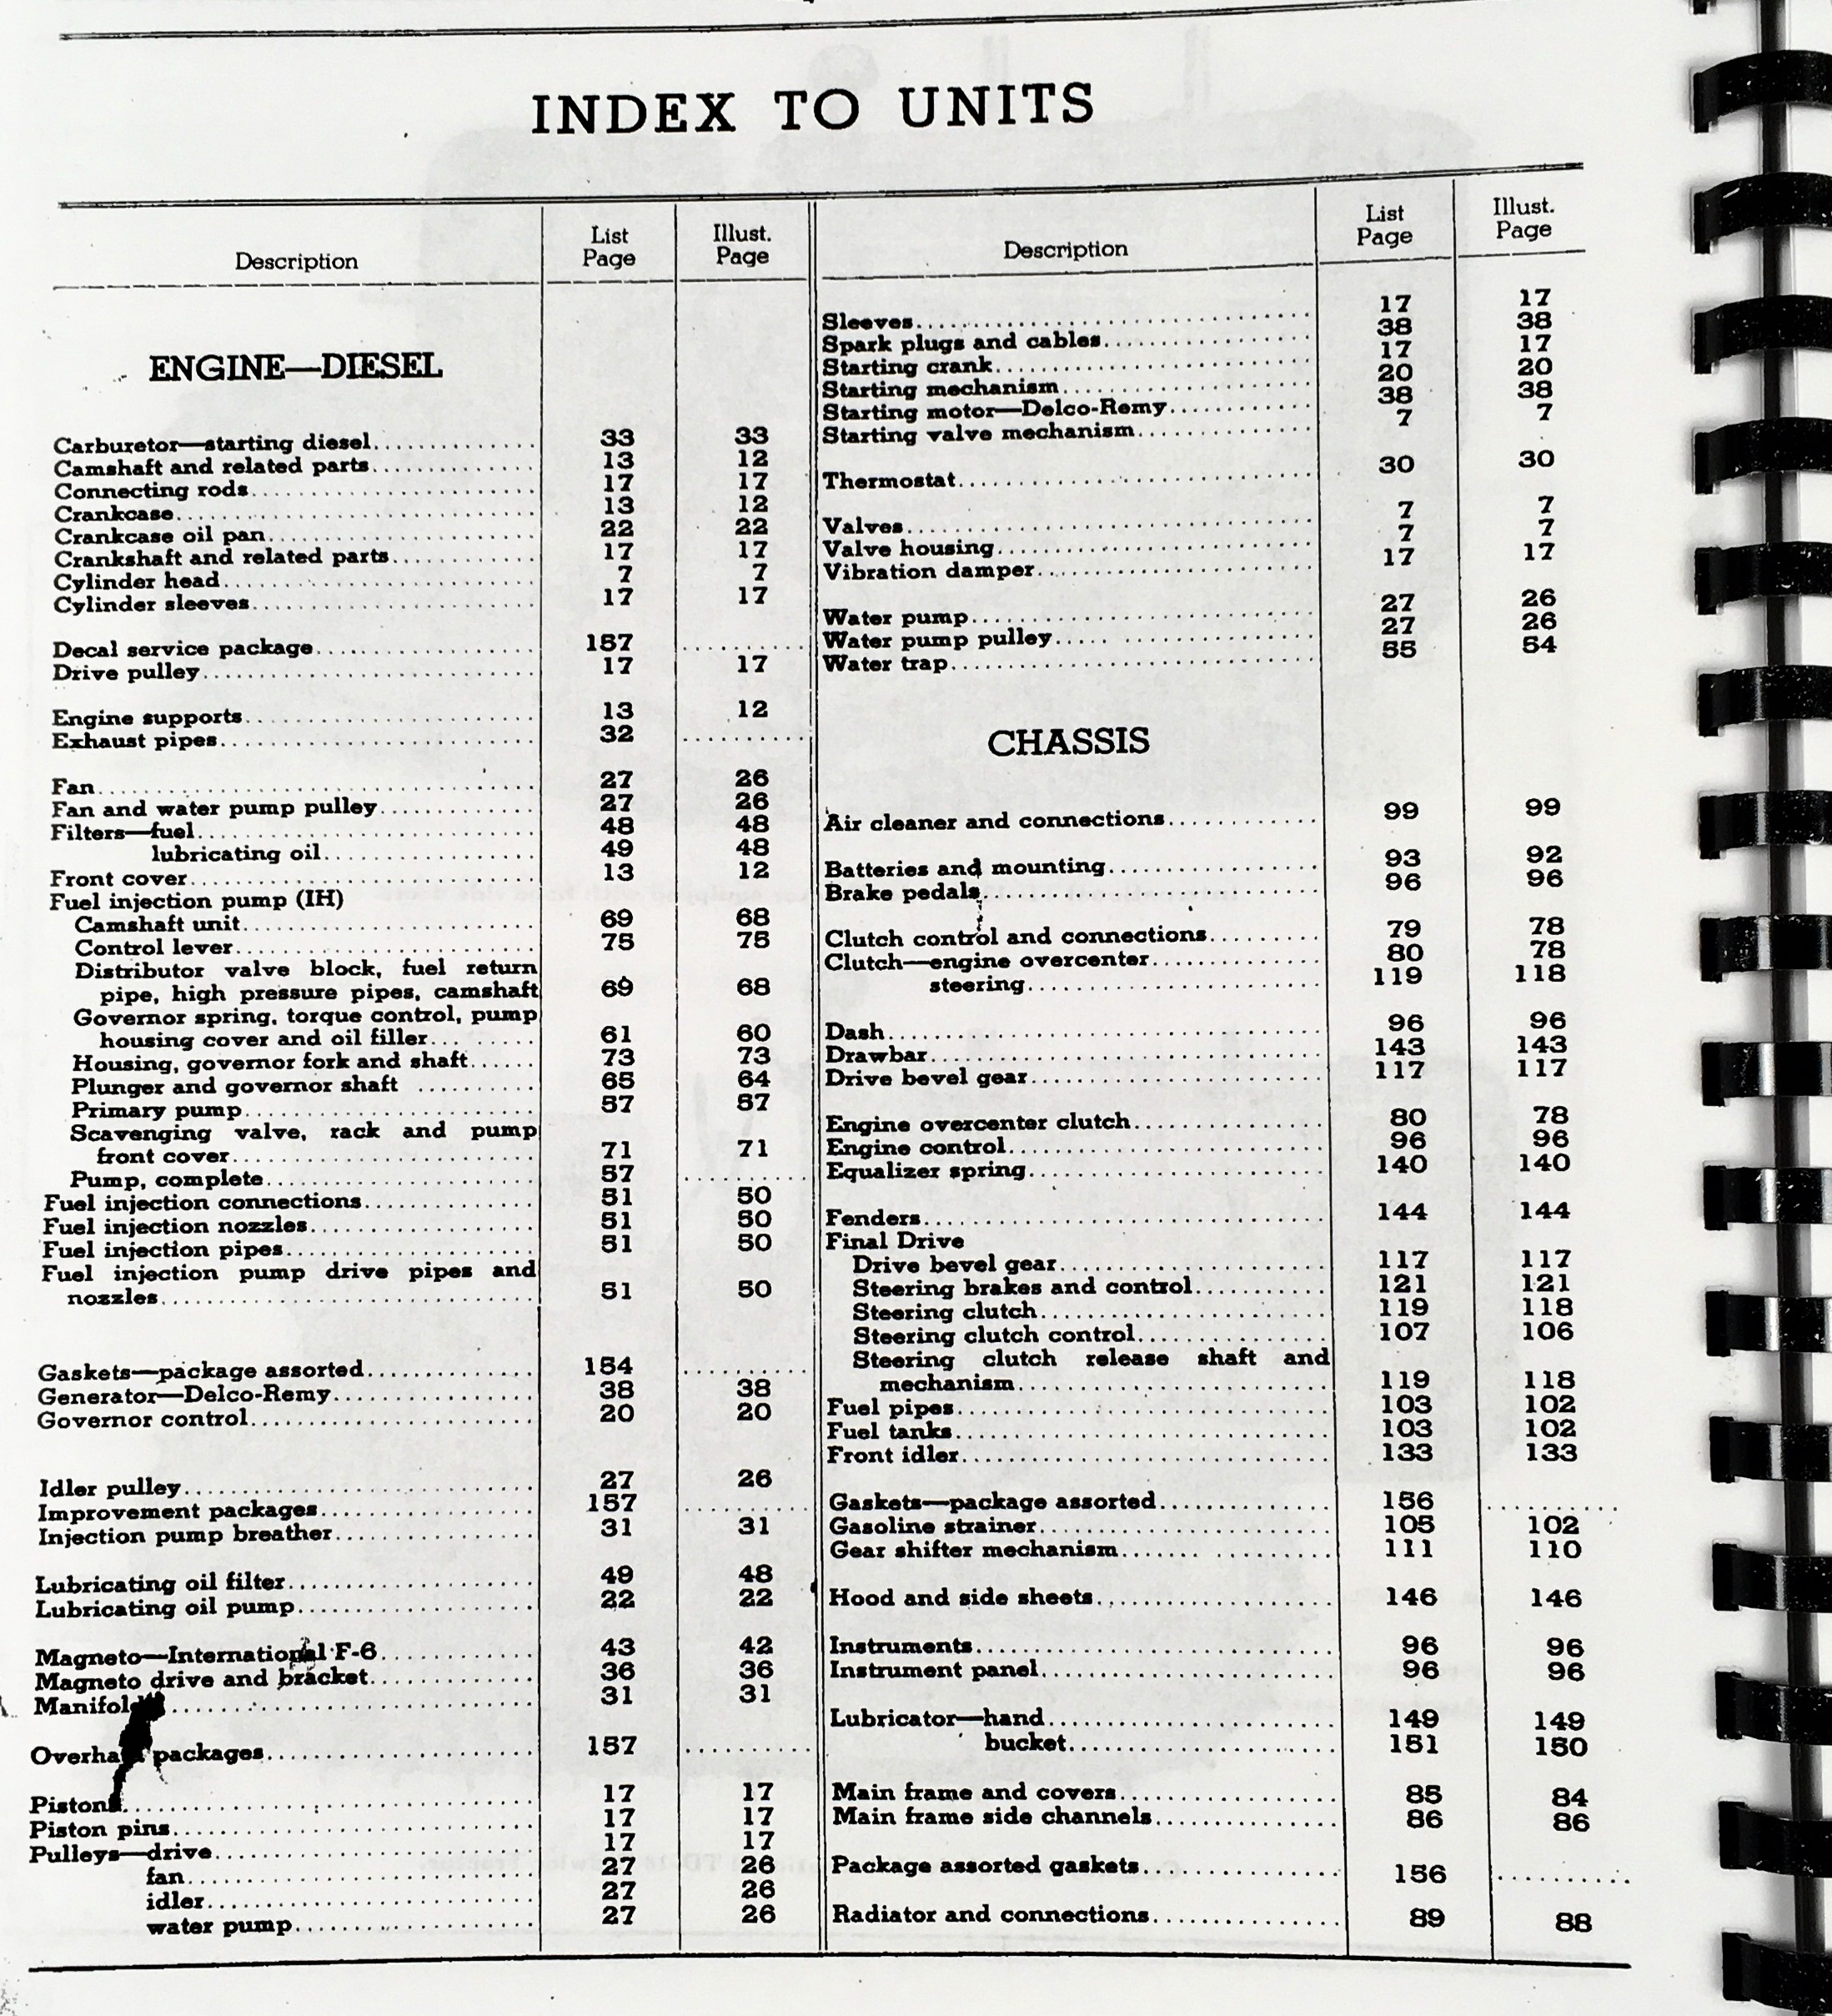 INDEX TO UNITS
Description List Page Illust. Page
ENGINE—DIESEL
Carburetor—starting diesel 33 33
Camshaft and related parts 13 12
Connecting rods 17 17
Crankcase 13 12
Crankcase oil pan 22 22
Crankshaft and related parts 17 17
Cylinder head 7 7
Cylinder sleeves 17 17
Decal service package 157
Drive pulley 17 17
Engine supports 13 12
Exhaust pipes 32
Fan 27 26
Fan and water pump pulley 27 26
Filters—fuel 48 48
lubricating oil 49 48
Front cover 13 12
Fuel injection pump (IH)
Camshaft unit 69 68
Control lever 75 75
Distributor valve block, fuel return
pipe, high pressure pipes, camshaft 69 68
Governor spring, torque control, pump
housing cover and oil filler 61 60
Housing, governor fork and shaft 73 73
Plunger and governor shaft 65 64
Primary pump 57 57
Scavenging valve, rack and pump
front cover 71 71
Pump, complete 57
Fuel injection connections 51 50
Fuel injection nozzles 51 50
Fuel injection pipes 51 50
Fuel injection pump drive pipes and
nozzles 51 50
Gaskets—package assorted 154
Generator—Delco-Remy 38 38
Governor control 20 20
Idler pulley 27 26
Improvement packages 157
Injection pump breather 31 31
Lubricating oil filter 49 48
Lubricating oil pump 22 22
Magneto—International F-6 43 42
Magneto drive and bracket 36 36
31 31
packages 157
Pistons 17 17
Piston pins 17 17
Pulleys—drive 17 17
fan 27 26
idler 27 26
water pump 27 26
Description List Page Illust. Page
Sleeves 17 17
Spark plugs and cables 38 38
Starting crank 17 17
Starting mechanism 20 20
Starting motor—Delco-Remy 38 38
Starting valve mechanism 7 7
Thermostat 30 30
Valves 7 7
Valve housing 7 7
Vibration damper 17 17
Water pump 27 26
Water pump pulley 27 26
Water trap 55 54
CHASSIS
Air cleaner and connections 99 99
Batteries and mounting 93 92
Brake pedals 96 96
Clutch control and connections 79 78
Clutch—engine overcenter 80 78
steering 119 118
Dash 96 96
Drawbar 143 143
Drive bevel gear 117 117
Engine overcenter clutch 80 78
Engine control 96 96
Equalizer spring 140 140
Fenders 144 144
Final Drive
Drive bevel gear 117 117
Steering brakes and control 121 121
Steering clutch 119 118
Steering clutch control 107 106
Steering clutch release shaft and
mechanism 119 118
Fuel pipes 103 102
Fuel tanks 103 102
Front idler 133 133
Gaskets—package assorted 156
Gasoline strainer 105 102
Gear shifter mechanism 111 110
Hood and side sheets 146 146
Instruments 96 96
Instrument panel 96 96
Lubricator—hand 149 149
bucket 151 150
Main frame and covers 85 84
Main frame side channels 86 86
Package assorted gaskets 156
Radiator and connections 89 88